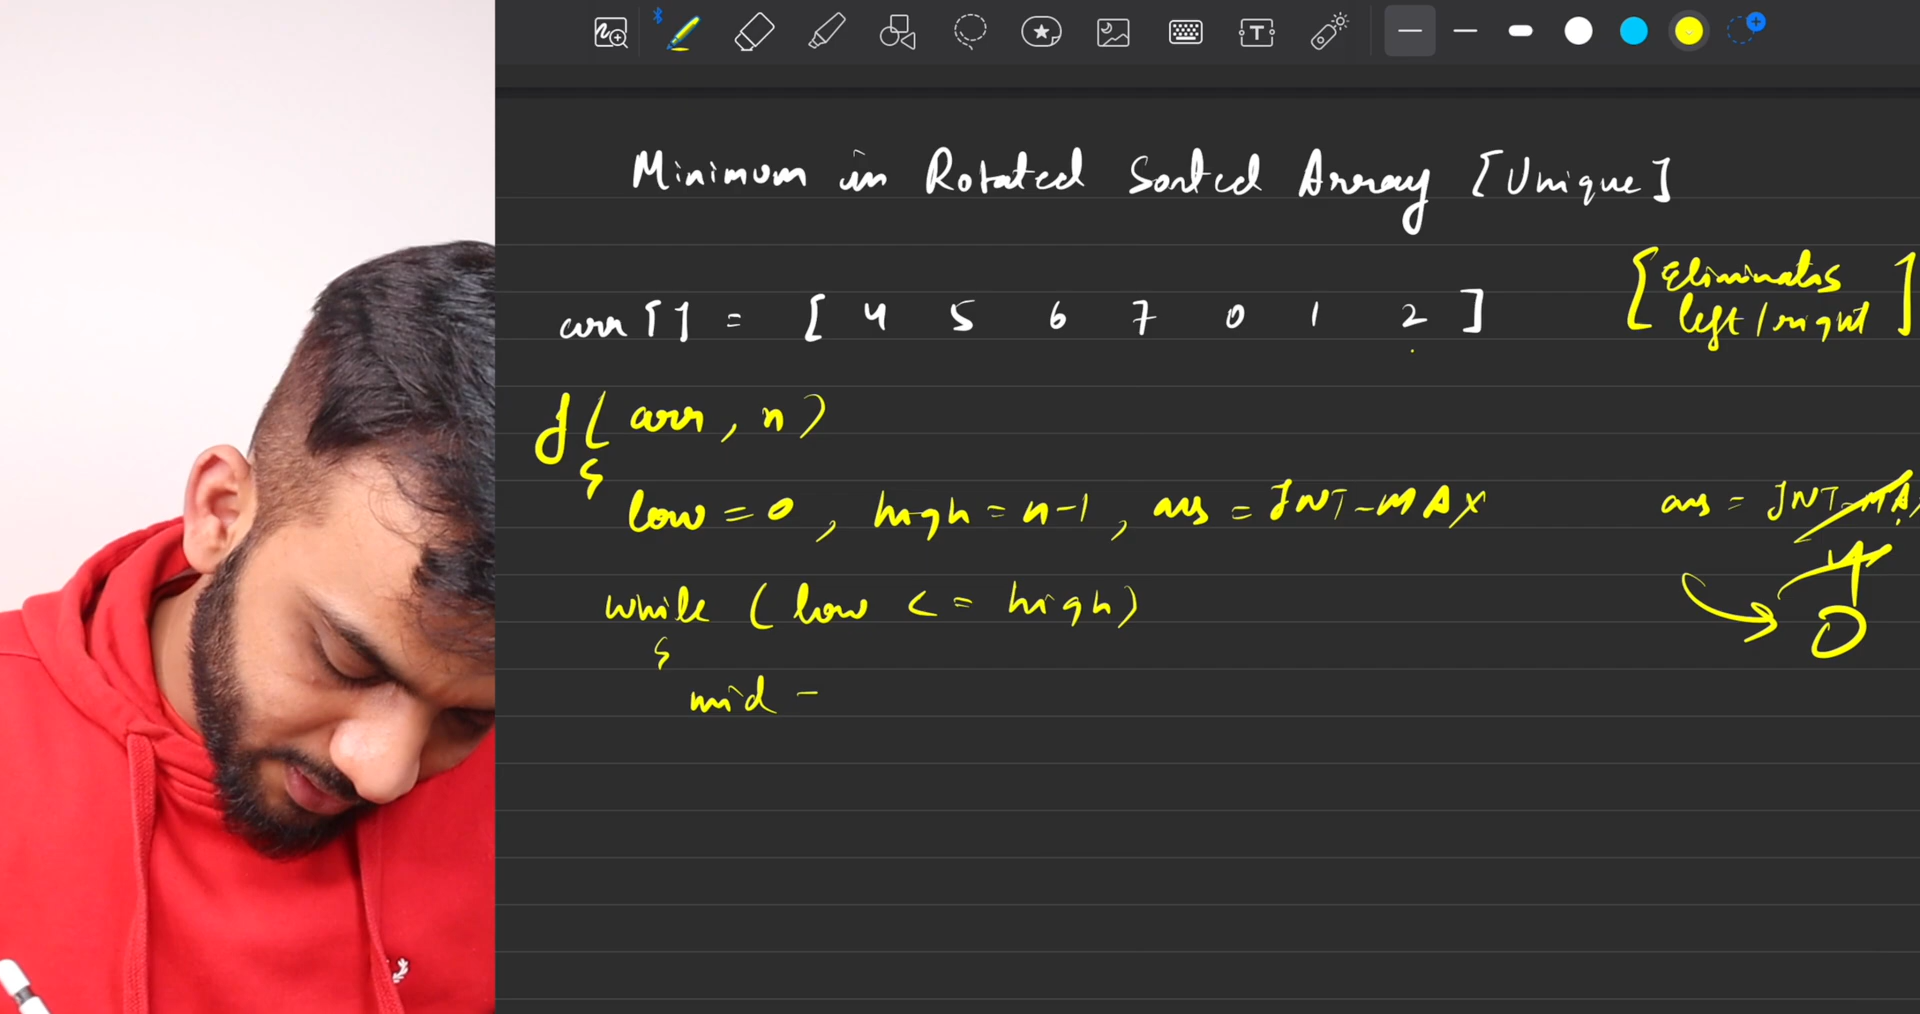 Minimum in Rotated Sorted Array [Unique]
arr[] = [ 4 5 6 7 0 1 2 ]
[Eliminates
left/right]
f(arr, n)
{
low = 0, high = n-1, ans = INT-MAX
ans = INT-MAX
4
0
while (low <= high)
{
mid =